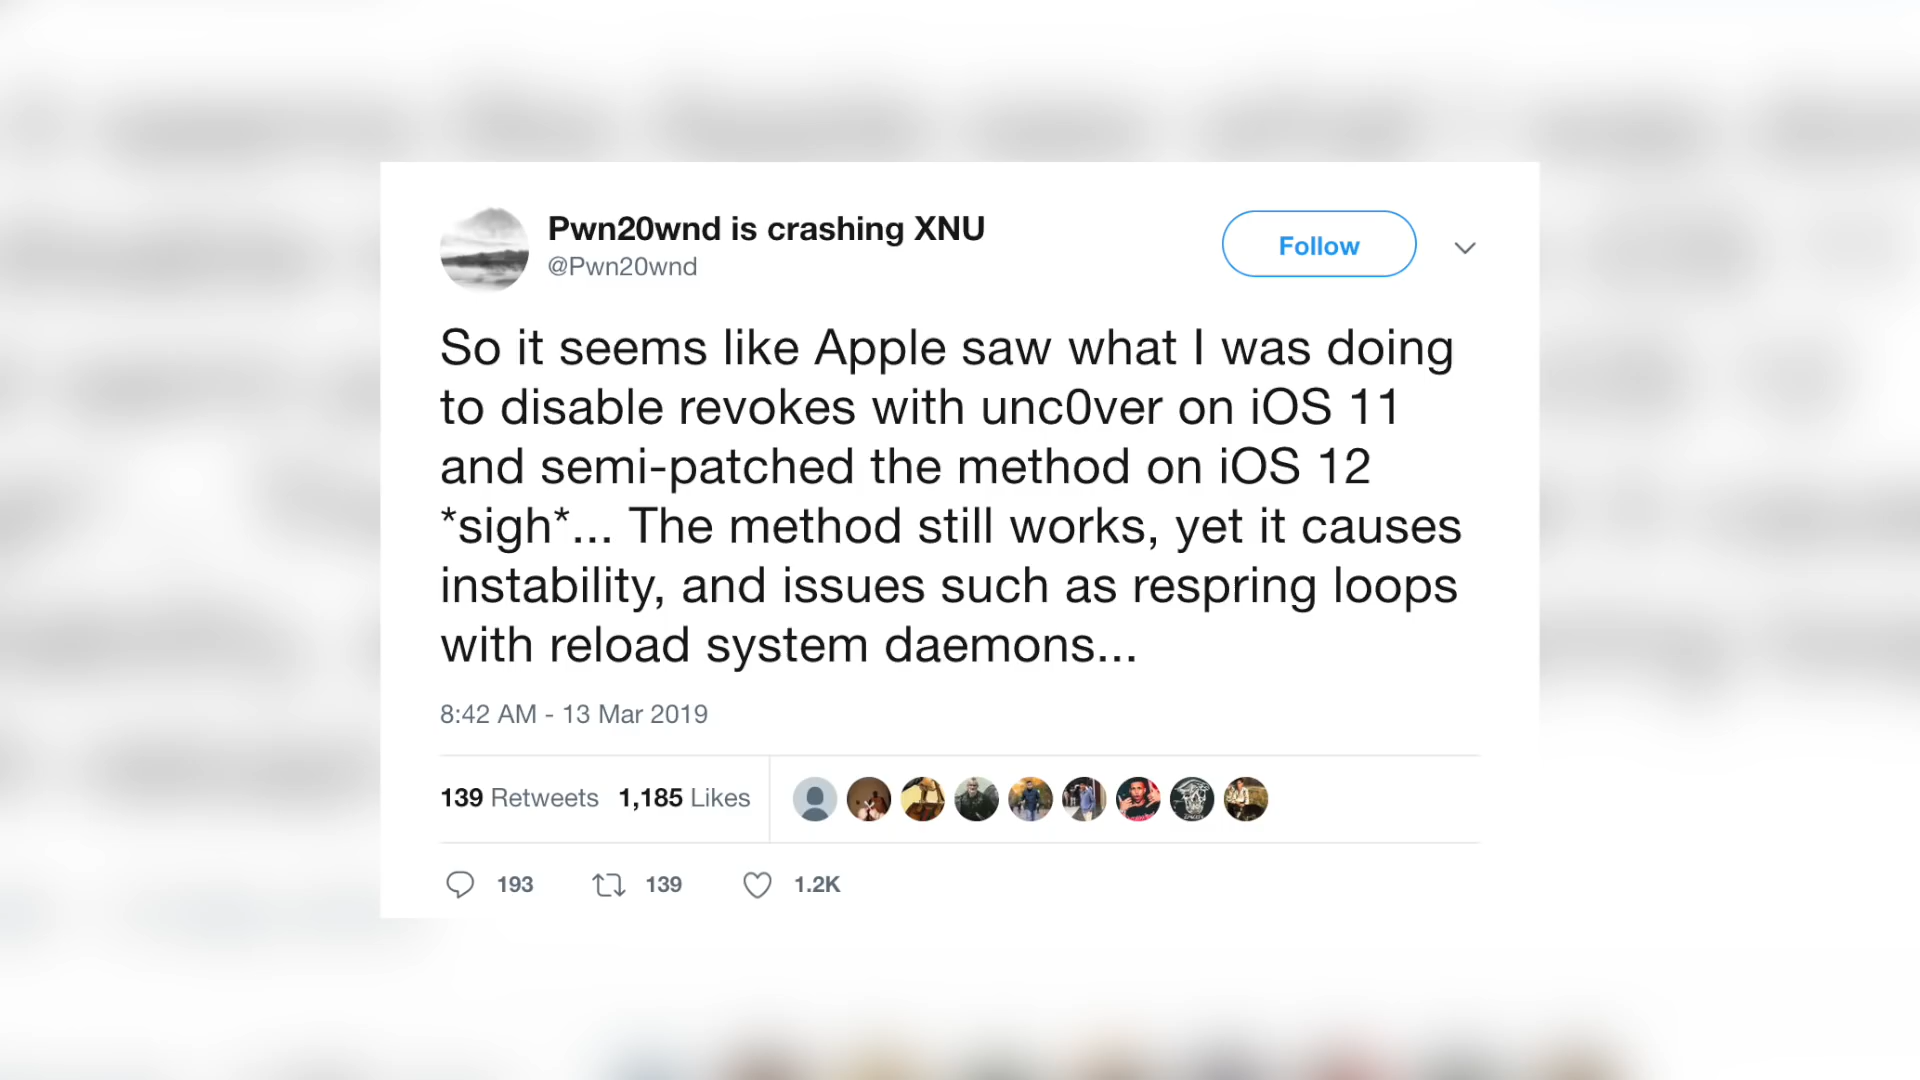 Pwn20wnd is crashing XNU
@Pwn20wnd
Follow
So it seems like Apple saw what I was doing
to disable revokes with unc0ver on iOS 11
and semi-patched the method on iOS 12
*sigh*... The method still works, yet it causes
instability, and issues such as respring loops
with reload system daemons...
8:42 AM - 13 Mar 2019
139 Retweets 1,185 Likes
193 139 1.2K